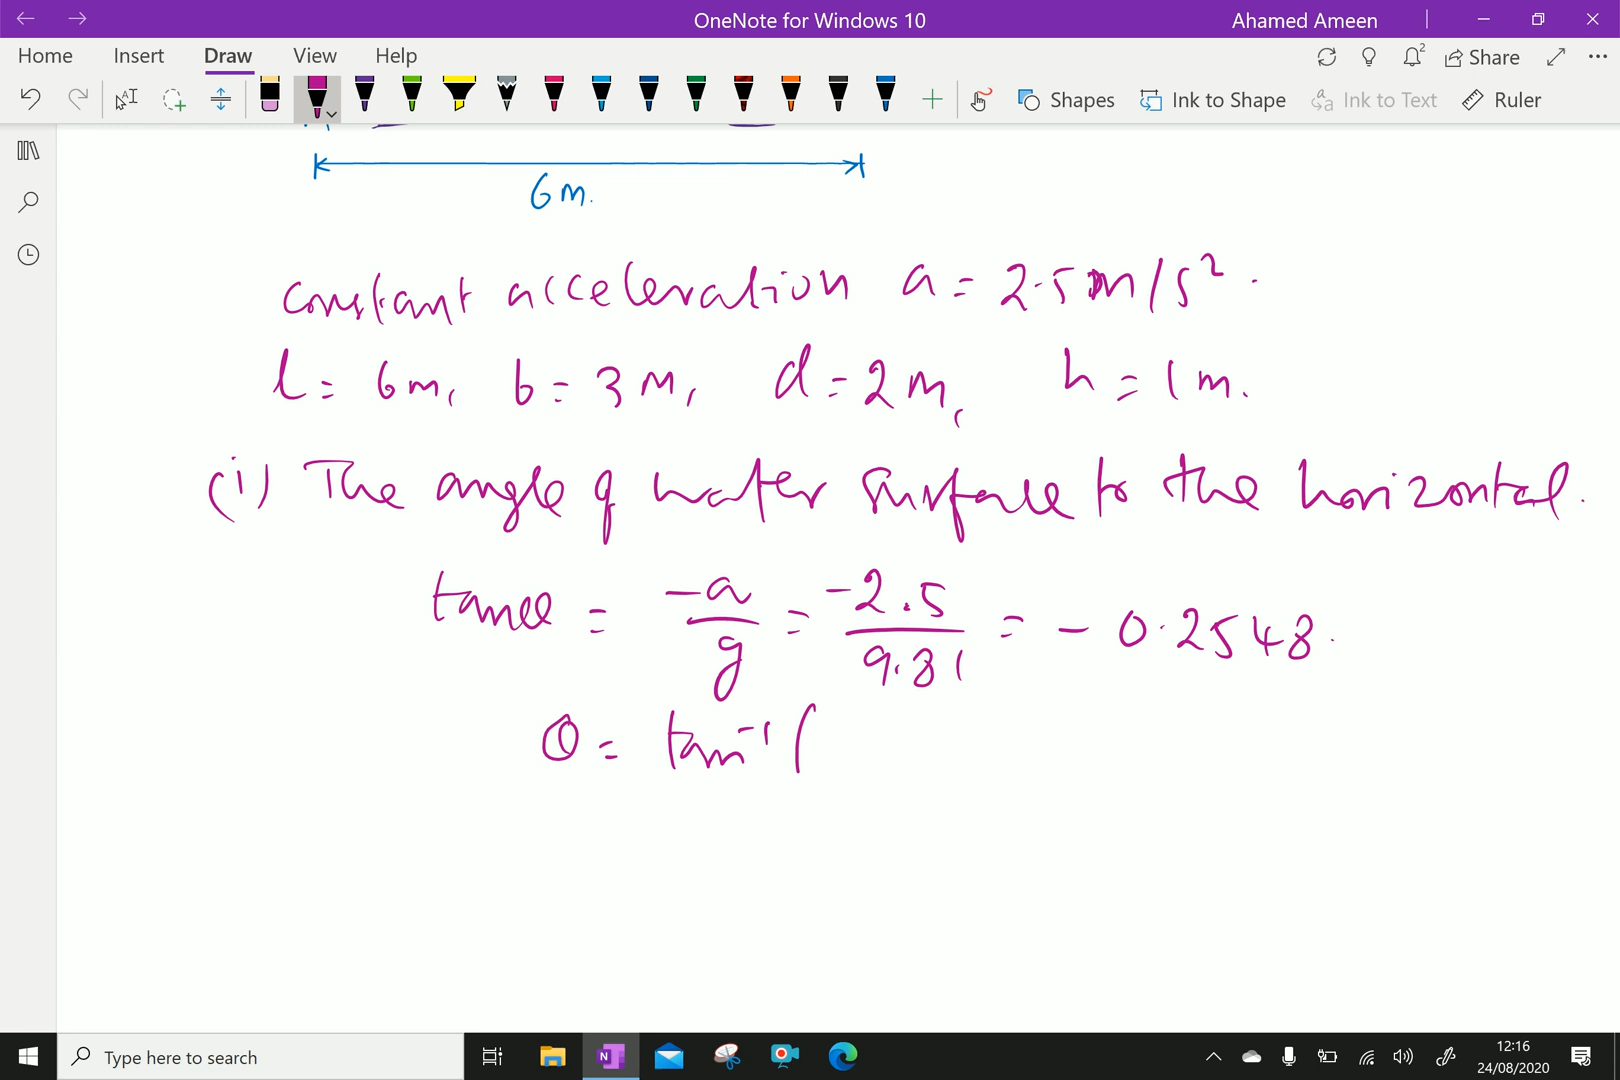 OneNote for Windows 10
Ahamed Ameen
Home Insert Draw View Help
2 Share
Shapes Ink to Shape Ink to Text Ruler
6m.
constant acceleration a = 2.5 m/s².
l = 6m, b = 3m, d = 2m, h = 1m.
(i) The angle of water surface to the horizontal.
tanθ = -a/g = -2.5/9.81 = -0.2548.
θ = tan⁻¹(
Type here to search
12:16
24/08/2020